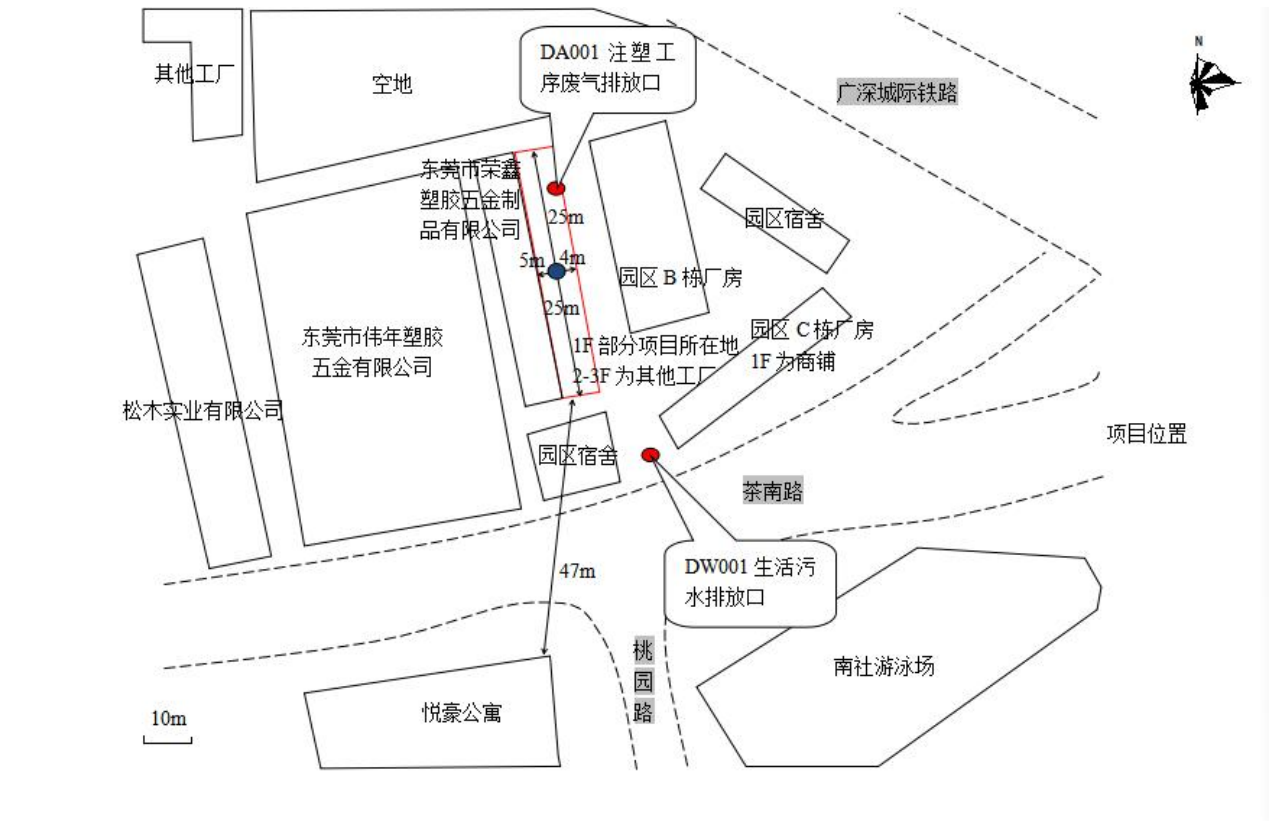 N
DA001 注塑工
序废气排放口
其他工厂
空地
广深城际铁路
东莞市荣鑫
塑胶五金制
品有限公司
25m
园区宿舍
5m
4m
园区 B 栋厂房
25m
东莞市伟年塑胶
五金有限公司
1F 部分项目所在地
2-3F 为其他工厂
园区 C 栋厂房
1F 为商铺
松木实业有限公司
项目位置
园区宿舍
茶南路
47m
DW001 生活污
水排放口
桃
园
路
南社游泳场
悦豪公寓
10m